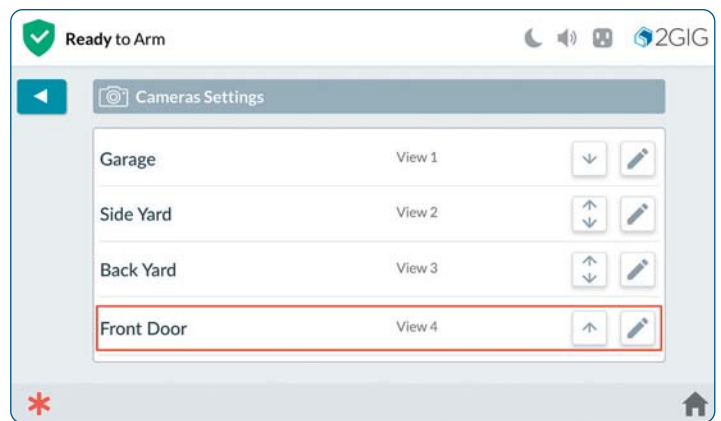 Ready to Arm
2GIG
Cameras Settings
Garage View 1
Side Yard View 2
Back Yard View 3
Front Door View 4